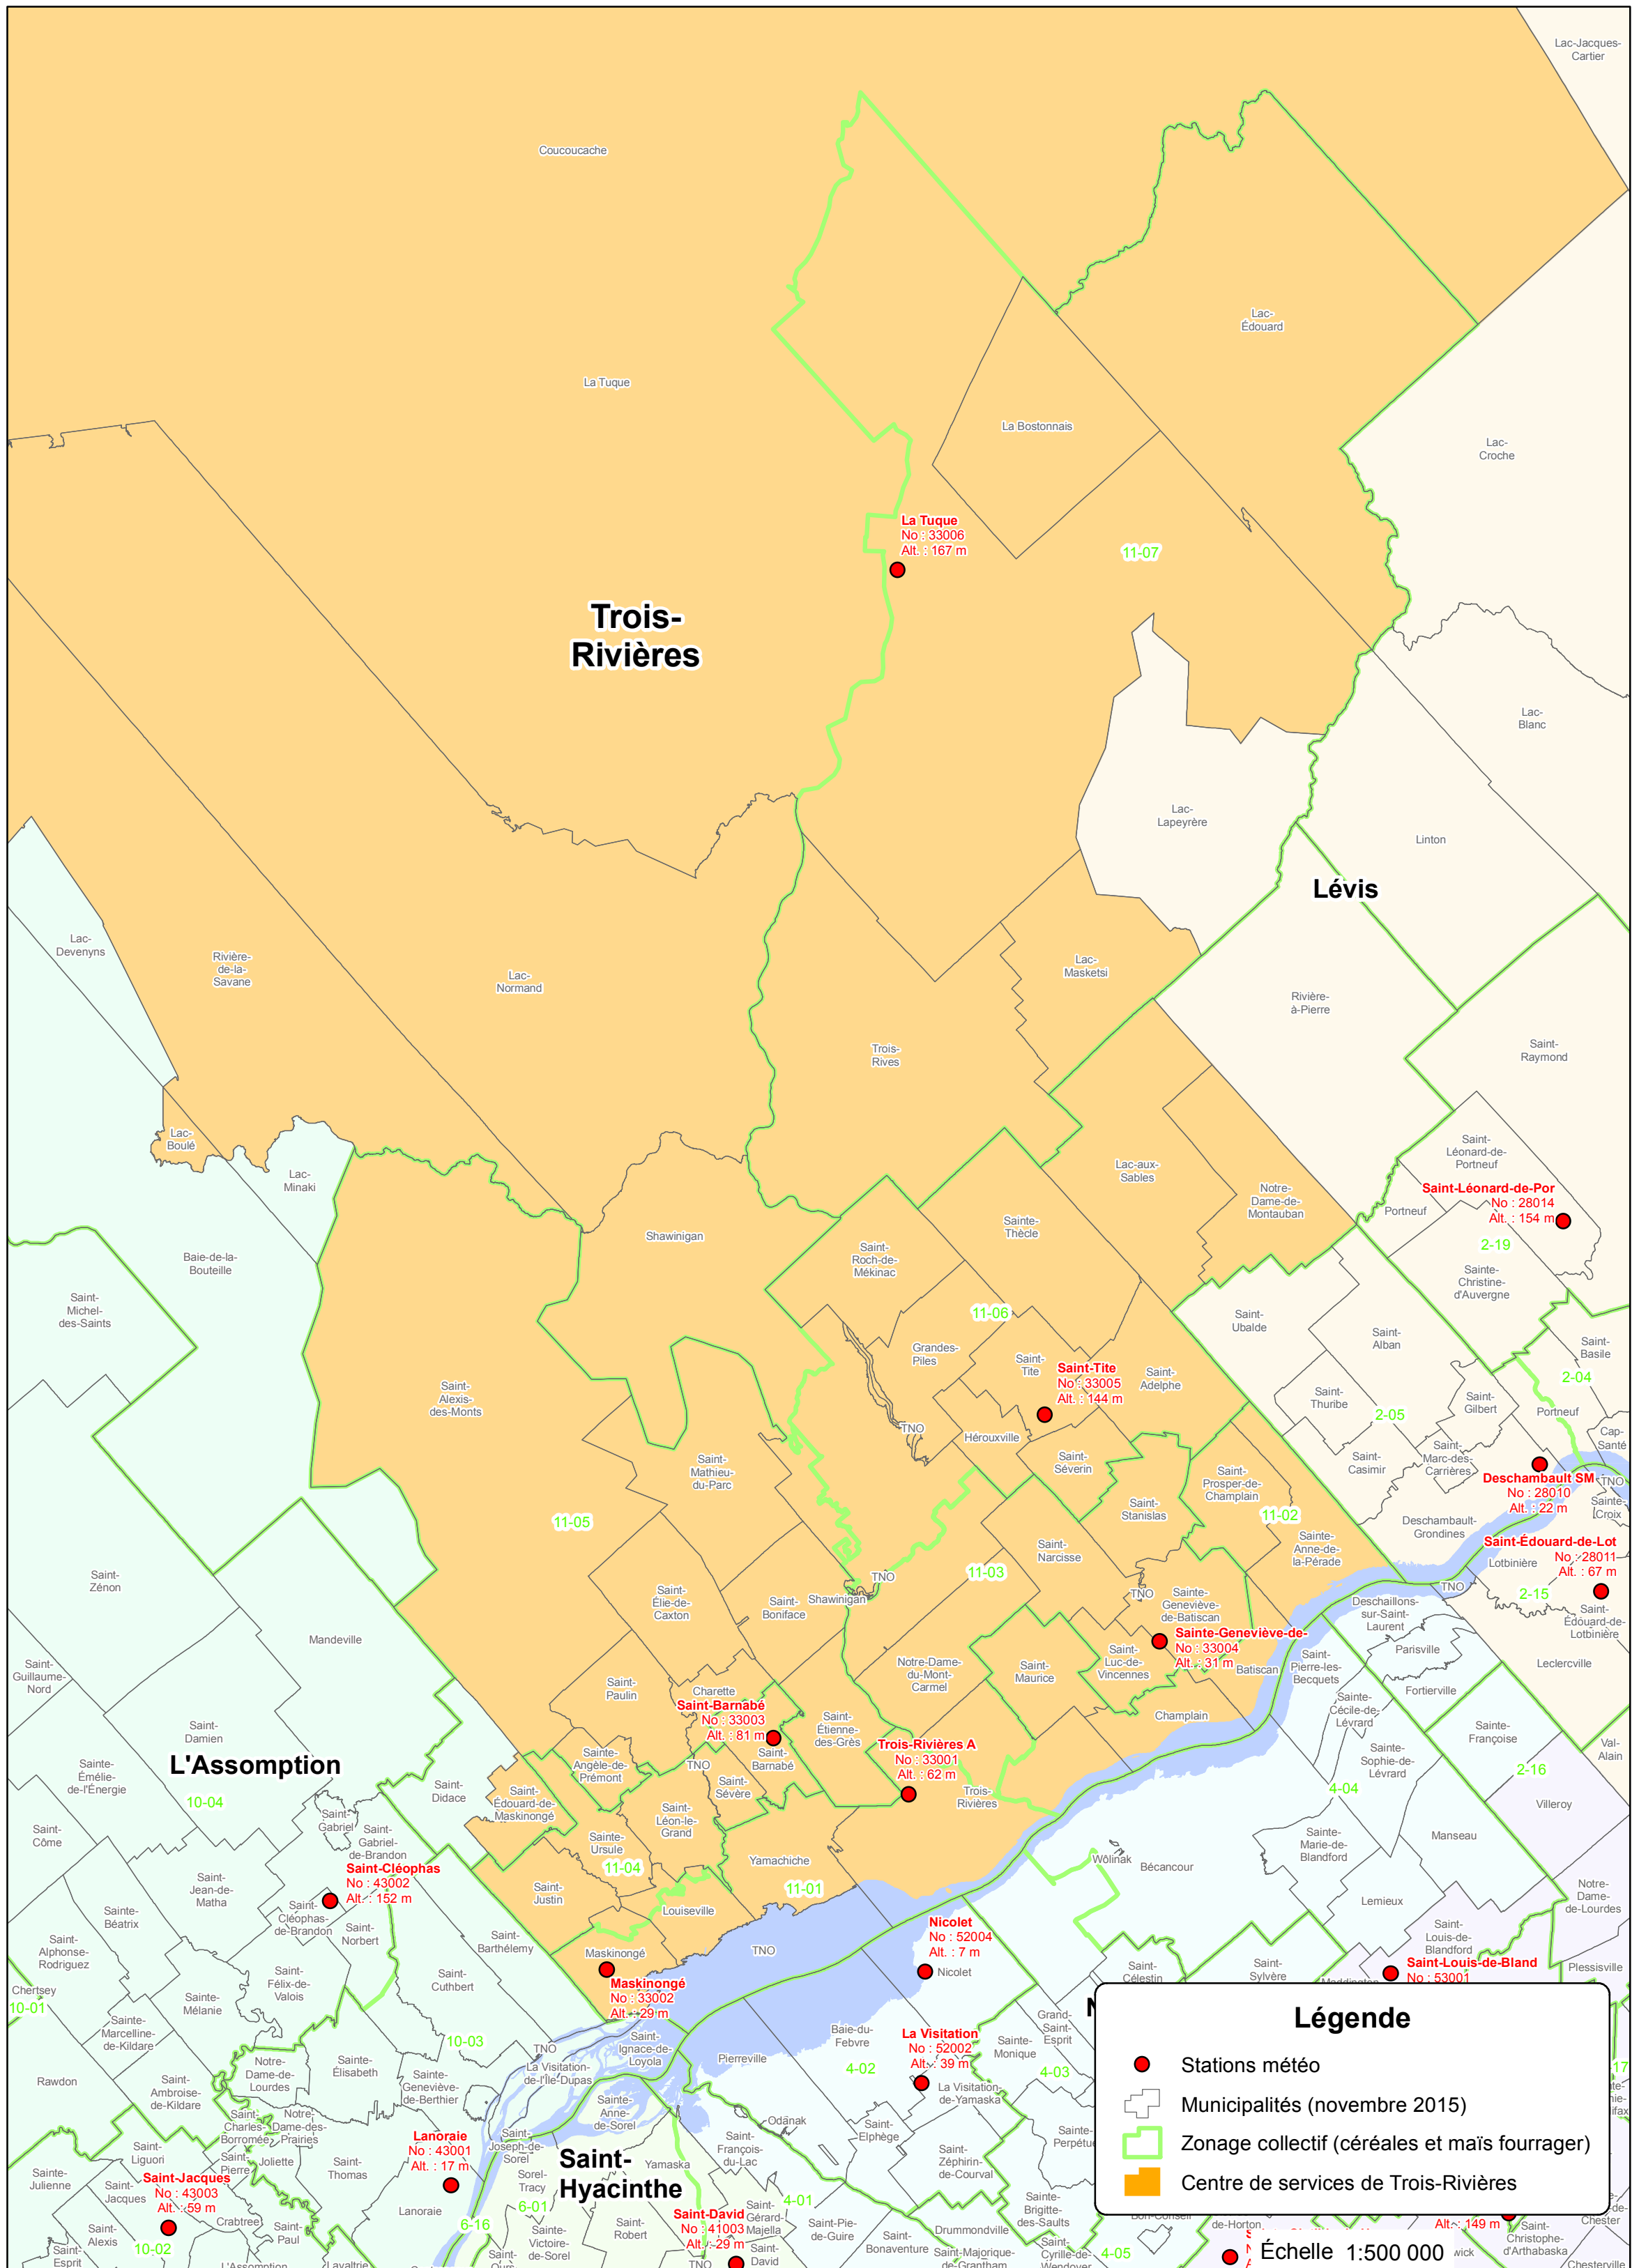 Lac-Jacques-
Cartier
Coucoucache
Lac-
Édouard
La Tuque
La Bostonnais
Lac-
Croche
La Tuque
No : 33006
Alt. : 167 m
11-07
Trois-
Rivières
Lac-
Blanc
Lac-
Lapeyrère
Linton
Lévis
Lac-
Devenyns
Rivière-
de-la-
Savane
Lac-
Normand
Lac-
Masketsi
Rivière-
à-Pierre
Trois-
Rives
Saint-
Raymond
Lac-
Boulé
Lac-
Minaki
Saint-
Léonard-de-
Portneuf
Lac-aux-
Sables
Notre-
Dame-de-
Montauban
Saint-Léonard-de-Por
No : 28014
Alt. : 154 m
Portneuf
2-19
Baie-de-la-
Bouteille
Shawinigan
Sainte-
Thècle
Saint-
Roch-de-
Mékinac
Sainte-
Christine-
d'Auvergne
Saint-
Michel-
des-Saints
11-06
Saint-
Ubalde
Saint-
Alban
Saint-
Basile
2-04
Grandes-
Piles
Saint-
Tite
Saint-Tite
No : 33005
Alt. : 144 m
Saint-
Adelphe
Saint-
Alexis-
des-Monts
Saint-
Thuribe
Saint-
Gilbert
2-05
Portneuf
Cap-
Santé
TNO
Hérouxville
Saint-
Séverin
Saint-
Casimir
Saint-
Marc-des-
Carrières
Saint-
Mathieu-
du-Parc
Saint-
Prosper-de-
Champlain
Deschambault SM
No : 28010
Alt. : 22 m
TNO
Sainte-
Croix
Saint-
Stanislas
11-02
11-05
Deschambault-
Grondines
Sainte-
Anne-de-
la-Pérade
Saint-
Narcisse
Saint-Édouard-de-Lot
No : 28011
Alt. : 67 m
Lotbinière
11-03
TNO
TNO
2-15
Saint-
Édouard-de-
Lotbinière
Saint-
Zénon
Saint-
Élie-de-
Caxton
Saint-
Boniface
Shawinigan
TNO
Sainte-
Geneviève-
de-Batiscan
Deschaillons-
sur-Saint-
Laurent
Sainte-Geneviève-de-
No : 33004
Alt. : 31 m
Mandeville
Parisville
Saint-
Guillaume-
Nord
Saint-
Luc-de-
Vincennes
Batiscan
Saint-
Pierre-les-
Becquets
Leclercville
Notre-Dame-
du-Mont-
Carmel
Saint-
Maurice
Saint-
Paulin
Charette
Fortierville
Saint-Barnabé
No : 33003
Alt. : 81 m
Sainte-
Cécile-de-
Lévrard
Champlain
Saint-
Étienne-
des-Grès
Saint-
Damien
Sainte-
Françoise
Trois-Rivières A
No : 33001
Alt. : 62 m
Val-
Alain
L'Assomption
Sainte-
Angèle-de-
Prémont
TNO
Saint-
Barnabé
Sainte-
Sophie-de-
Lévrard
Sainte-
Émélie-
de-l'Énergie
2-16
Saint-
Didace
Saint-
Édouard-de-
Maskinongé
Saint-
Sévère
Trois-
Rivières
4-04
10-04
Villeroy
Saint-
Gabriel
Saint-
Léon-le-
Grand
Saint-
Côme
Saint-
Gabriel-
de-Brandon
Sainte-
Ursule
Sainte-
Marie-de-
Blandford
Manseau
Yamachiche
Wôlinak
Bécancour
11-04
Saint-Cléophas
No : 43002
Alt. : 152 m
Saint-
Jean-de-
Matha
Saint-
Justin
11-01
Lemieux
Notre-
Dame-
de-Lourdes
Sainte-
Béatrix
Saint-
Cléophas-
de-Brandon
Saint-
Norbert
Louiseville
Saint-
Barthélemy
Nicolet
No : 52004
Alt. : 7 m
Nicolet
Saint-
Louis-de-
Blandford
Saint-
Alphonse-
Rodriguez
Maskinongé
TNO
Saint-
Célestin
Saint-
Sylvère
Saint-Louis-de-Bland
No : 53001
Plessisville
Chertsey
10-01
Saint-
Félix-de-
Valois
Saint-
Cuthbert
Maskinongé
No : 33002
Alt. : 29 m
Sainte-
Mélanie
Sainte-
Marcelline-
de-Kildare
Grand-
Saint-
Esprit
10-03
TNO
Saint-
Ignace-de-
Loyola
Baie-du-
Febvre
La Visitation
No : 52002
Alt. : 39 m
Sainte-
Monique
Légende
Stations météo
Municipalités (novembre 2015)
Zonage collectif (céréales et maïs fourrager)
Centre de services de Trois-Rivières
Notre-
Dame-de-
Lourdes
Sainte-
Élisabeth
La Visitation-
de-l'Île-Dupas
Pierreville
4-02
4-03
Rawdon
Saint-
Ambroise-
de-Kildare
Sainte-
Geneviève-
de-Berthier
La Visitation-
de-Yamaska
Sainte-
Anne-
de-Sorel
Odanak
Saint-
Charles-
Borromée
Notre-
Dame-des-
Prairies
Saint-
Elphège
Lanoraie
No : 43001
Alt. : 17 m
Saint-
Joseph-de-
Sorel
Saint-
François-
du-Lac
Saint-
Liguori
Saint-
Pierre
Joliette
Saint-
Thomas
Saint-
Hyacinthe
Yamaska
Saint-
Zéphirin-
de-Courval
Sainte-
Julienne
Saint-Jacques
No : 43003
Alt. : 59 m
Saint-
Jacques
Sorel-
Tracy
6-01
4-01
Sainte-
Brigitte-
des-Saults
Lanoraie
Saint-David
No : 41003
Alt. : 29 m
Saint-
Gérard-
Majella
Crabtree
Saint-
Paul
6-16
Sainte-
Victoire-
de-Sorel
Saint-
Robert
Saint-Pie-
de-Guire
Saint-
Alexis
10-02
Saint-
Esprit
L'Assomption
Lavaltrie
TNO
Saint-
David
Saint-
Bonaventure
Drummondville
Saint-Majorique-
de-Grantham
Saint-
Cyrille-de-
Wendover
4-05
de-Horton
Alt. : 149 m
Saint-
Christophe-
d'Arthabaska
Chesterville
Échelle 1:500 000